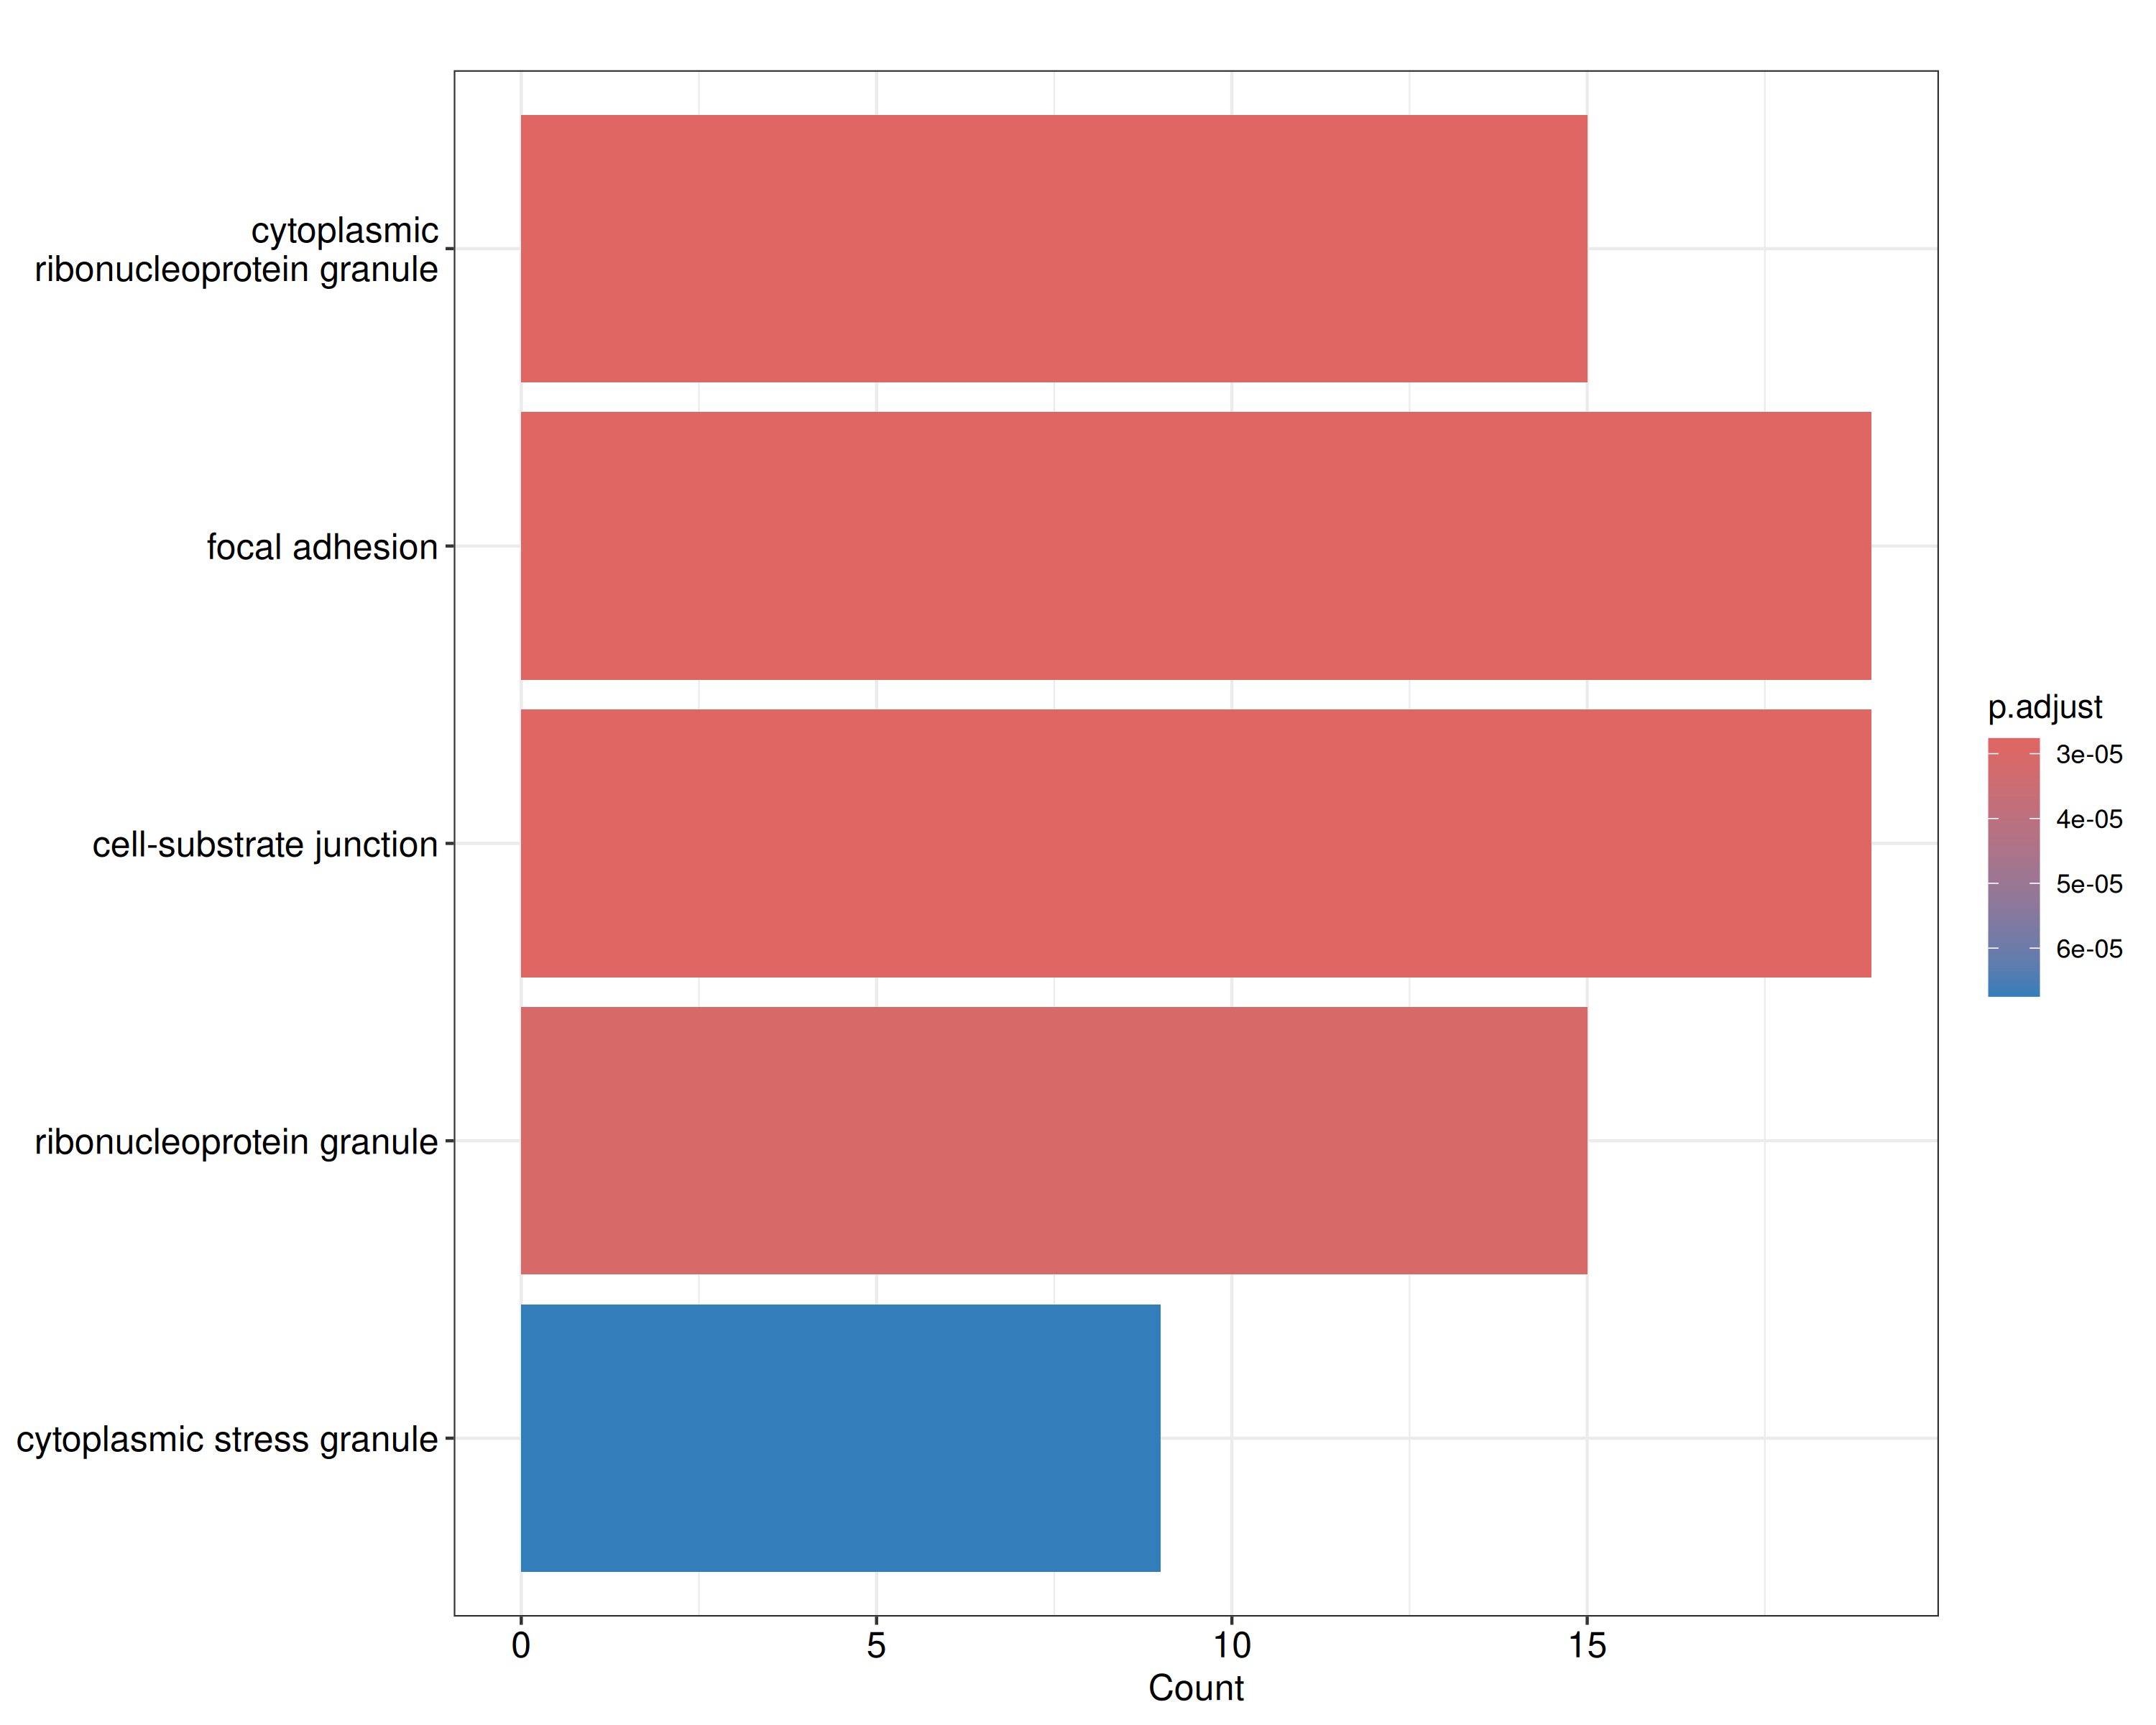 cytoplasmic
ribonucleoprotein granule
focal adhesion
cell-substrate junction
ribonucleoprotein granule
cytoplasmic stress granule
0 5 10 15
Count
p.adjust
3e-05
4e-05
5e-05
6e-05